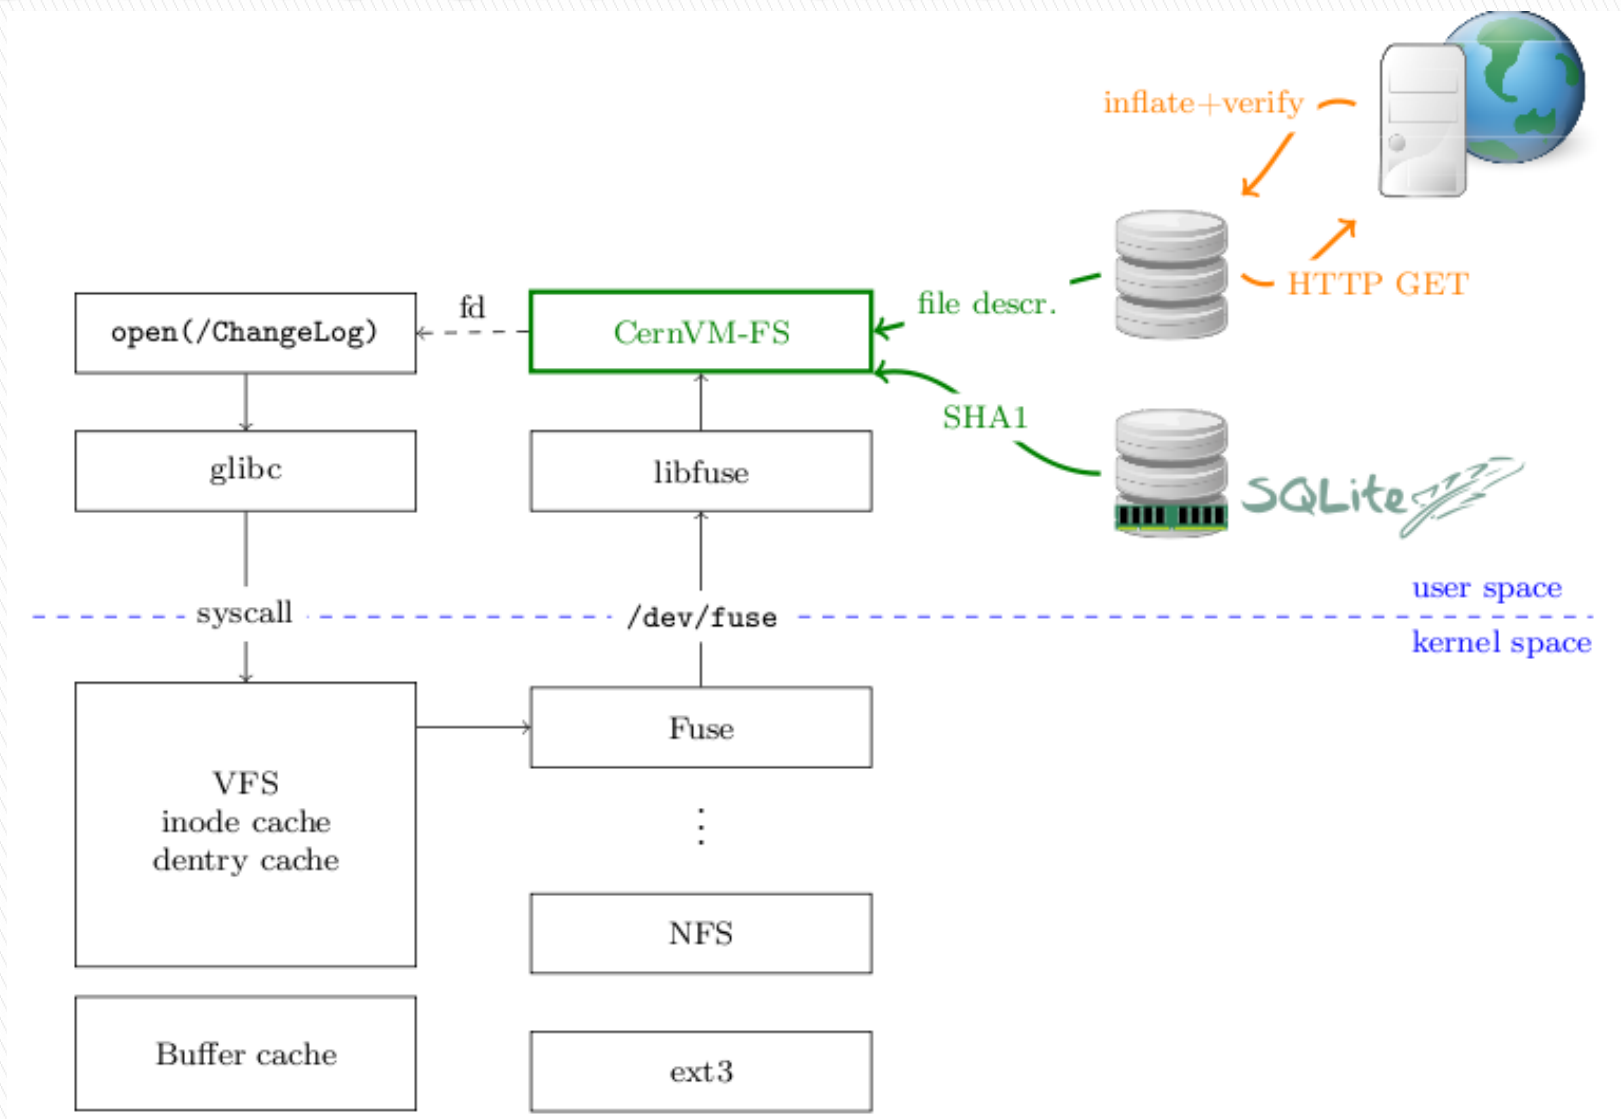 inflate+verify
HTTP GET
file descr.
fd
open(/ChangeLog)
CernVM-FS
SHA1
glibc
libfuse
SQLite
user space
syscall
/dev/fuse
kernel space
Fuse
VFS
inode cache
dentry cache
NFS
Buffer cache
ext3